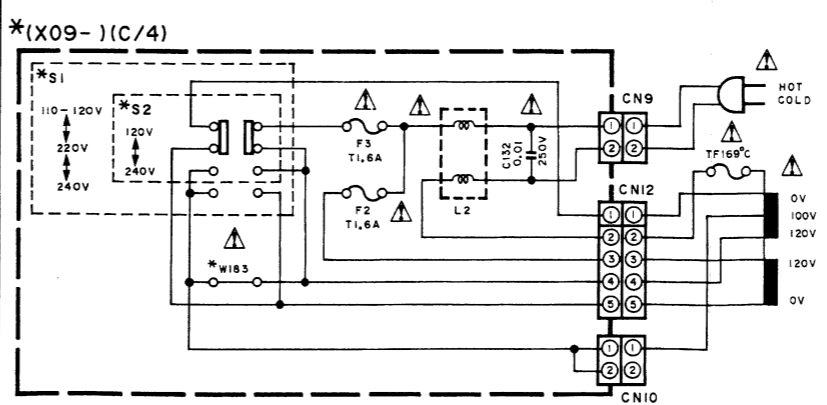 *(X09- )(C/4)
*S1
110-120V
220V
240V
*S2
120V
240V
F3
T1.6A
F2
T1.6A
L2
C132
0.01
250V
*W183
CN9
1 1
2 2
HOT
COLD
TF169°C
CN12
1 1
2 2
3 3
4 4
5 5
0V
100V
120V
120V
0V
1 1
2 2
CN10